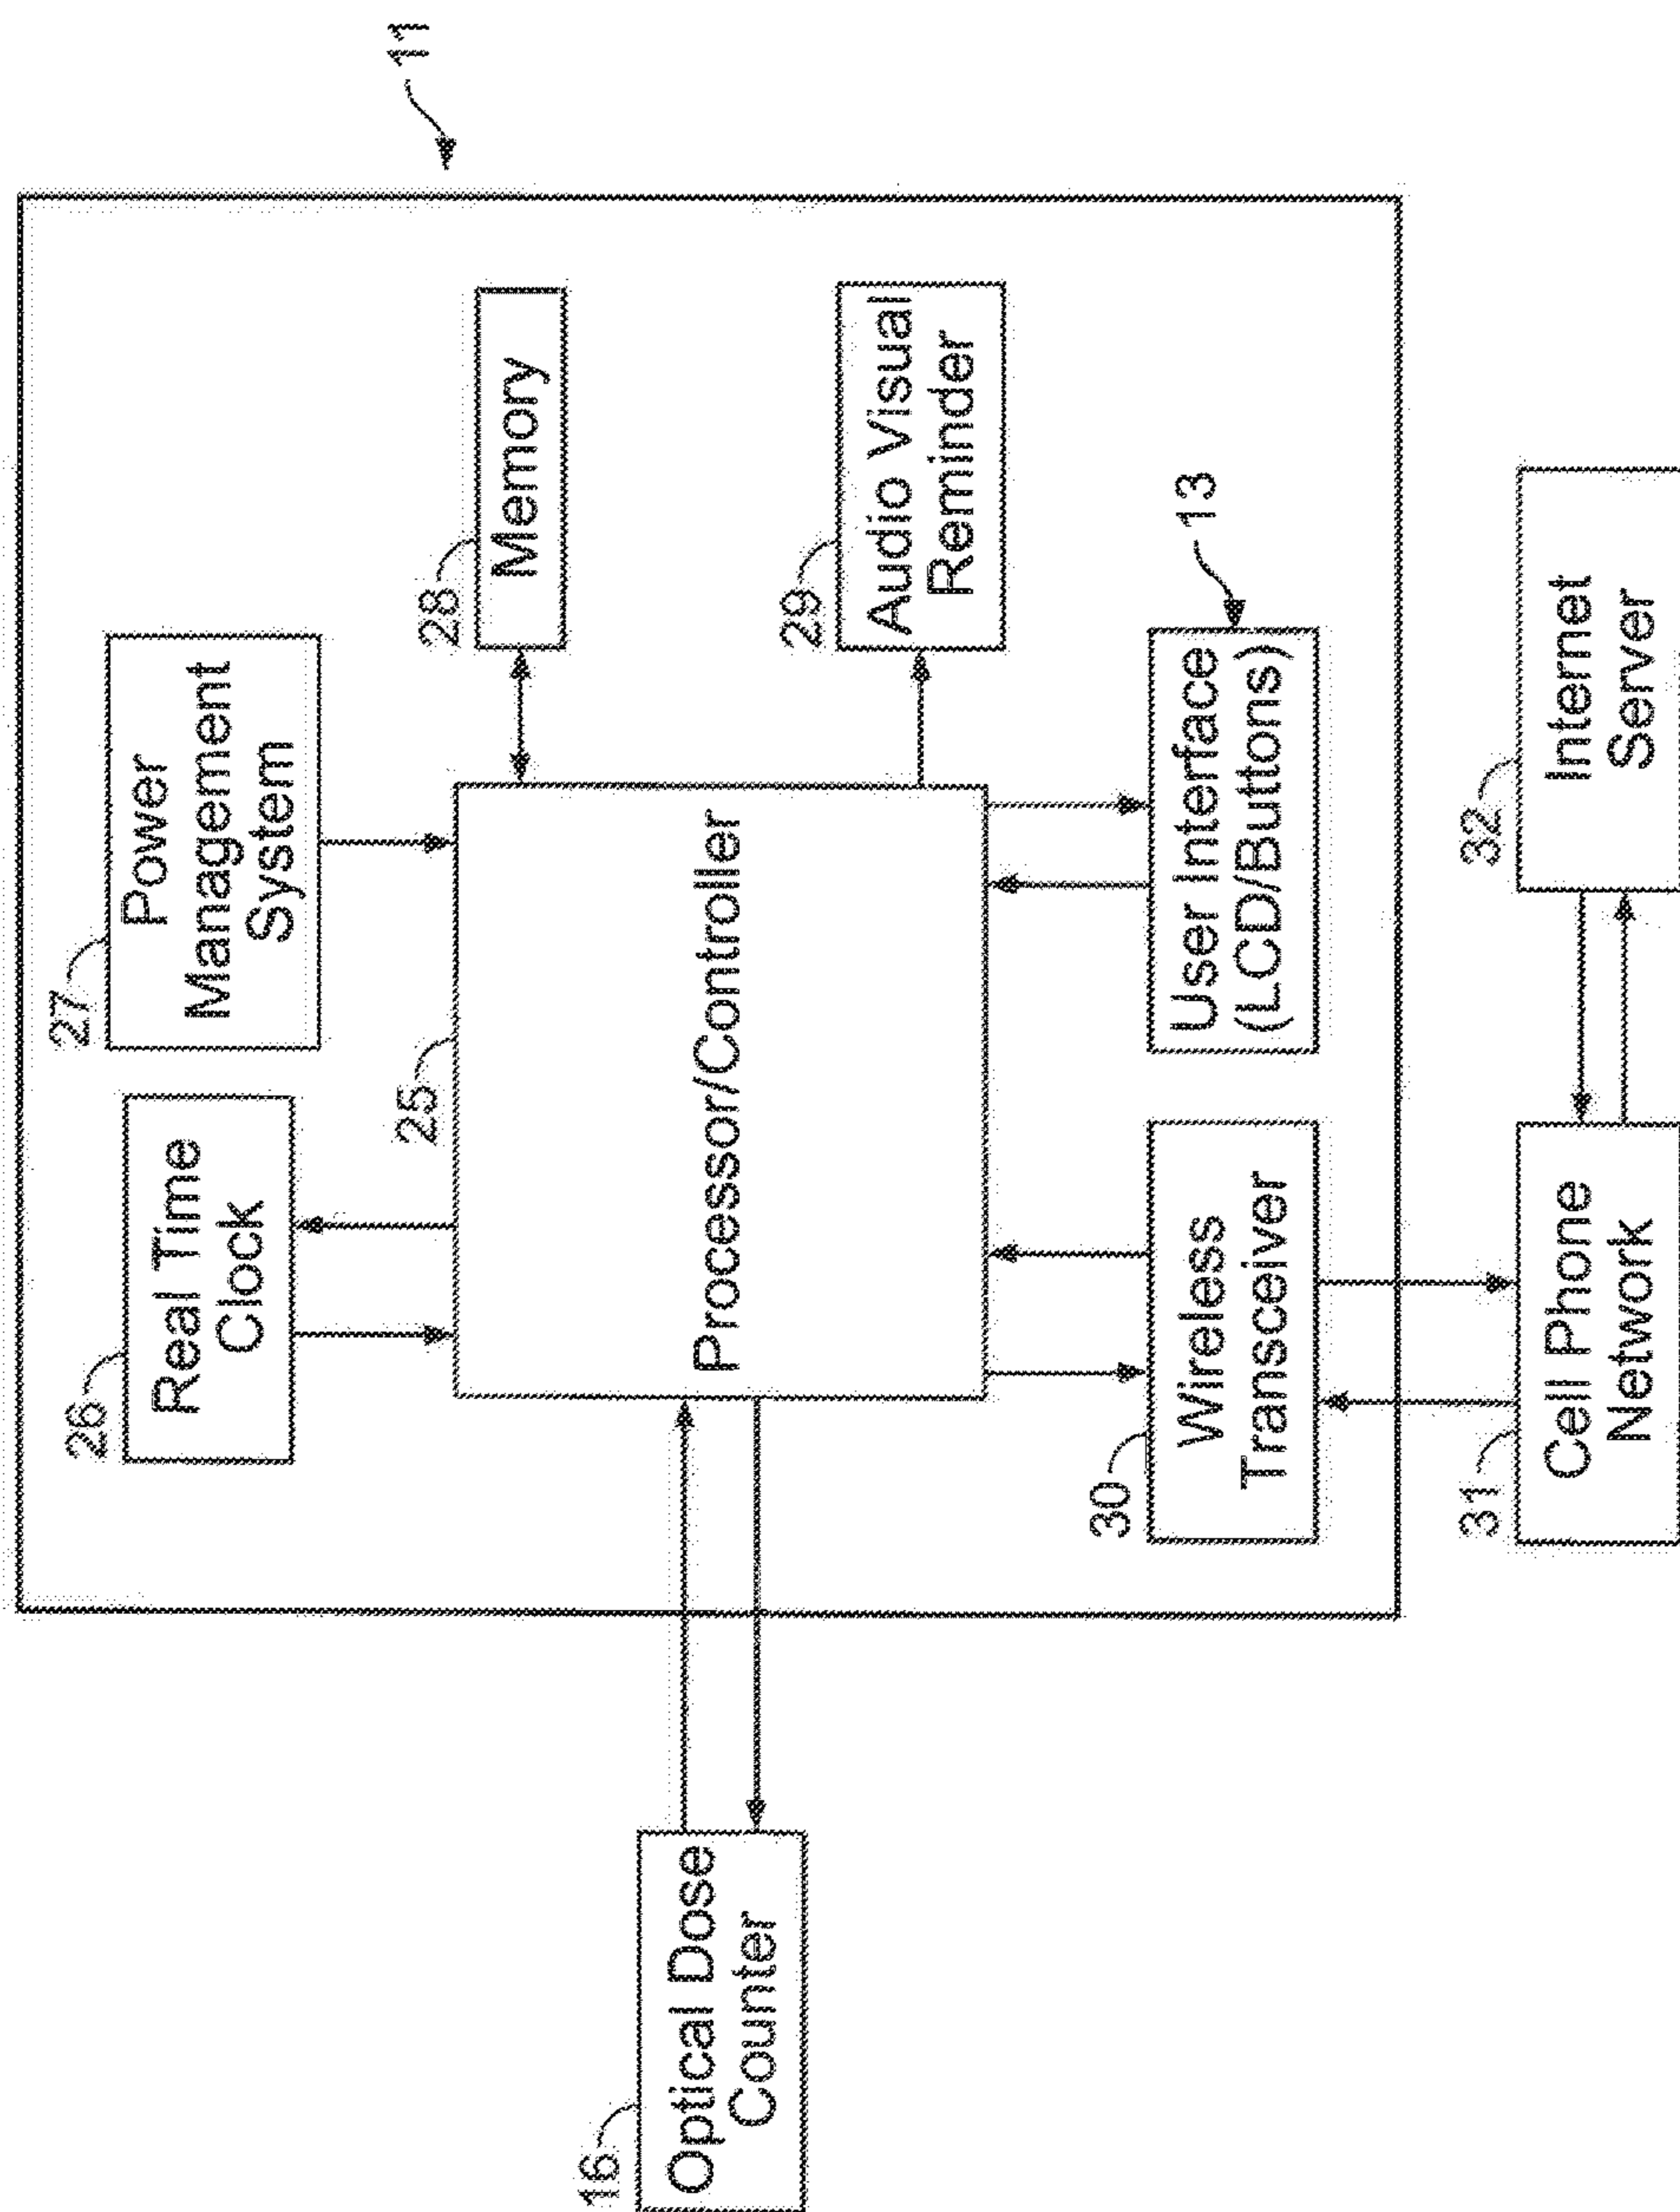 11
27
Power
Management
System
26
Real Time
Clock
28
Memory
25
Processor/Controller
29
Audio Visual
Reminder
16
Optical Dose
Counter
30
Wireless
Transceiver
13
User Interface
(LCD/Buttons)
31
Cell Phone
Network
32
Internet
Server